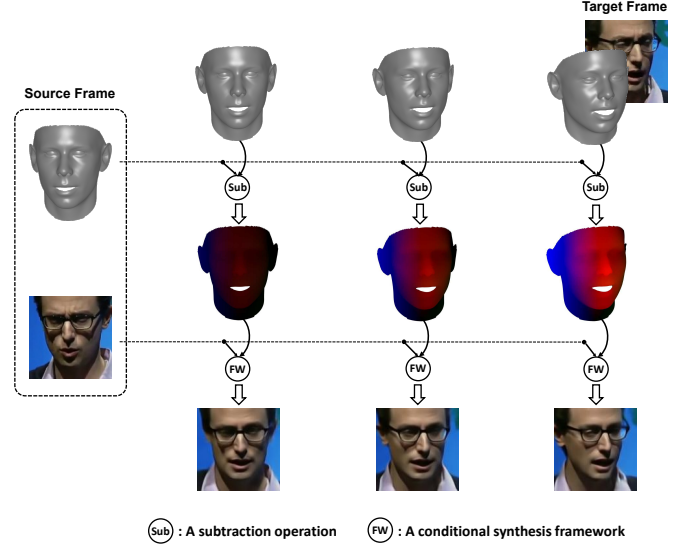 Target Frame
Source Frame
Sub
Sub
Sub
FW
FW
FW
Sub : A subtraction operation
FW : A conditional synthesis framework